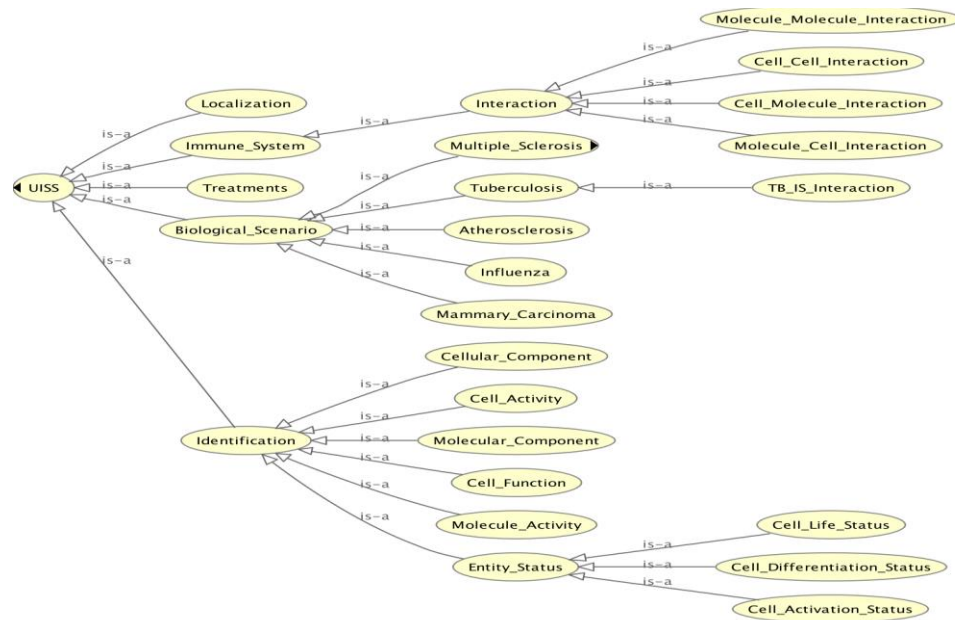 Molecule_Molecule_Interaction
is-a
Cell_Cell_Interaction
is-a
Localization
Interaction
is-a
Cell_Molecule_Interaction
is-a
is-a
Immune_System
is-a
Multiple_Sclerosis
Molecule_Cell_Interaction
is-a
UISS
is-a
Treatments
is-a
Tuberculosis
is-a
TB_IS_Interaction
is-a
is-a
Biological_Scenario
is-a
Atherosclerosis
is-a
is-a
Influenza
is-a
Mammary_Carcinoma
Cellular_Component
is-a
Cell_Activity
is-a
Identification
is-a
Molecular_Component
is-a
Cell_Function
is-a
is-a
Molecule_Activity
Cell_Life_Status
is-a
Entity_Status
is-a
Cell_Differentiation_Status
is-a
Cell_Activation_Status